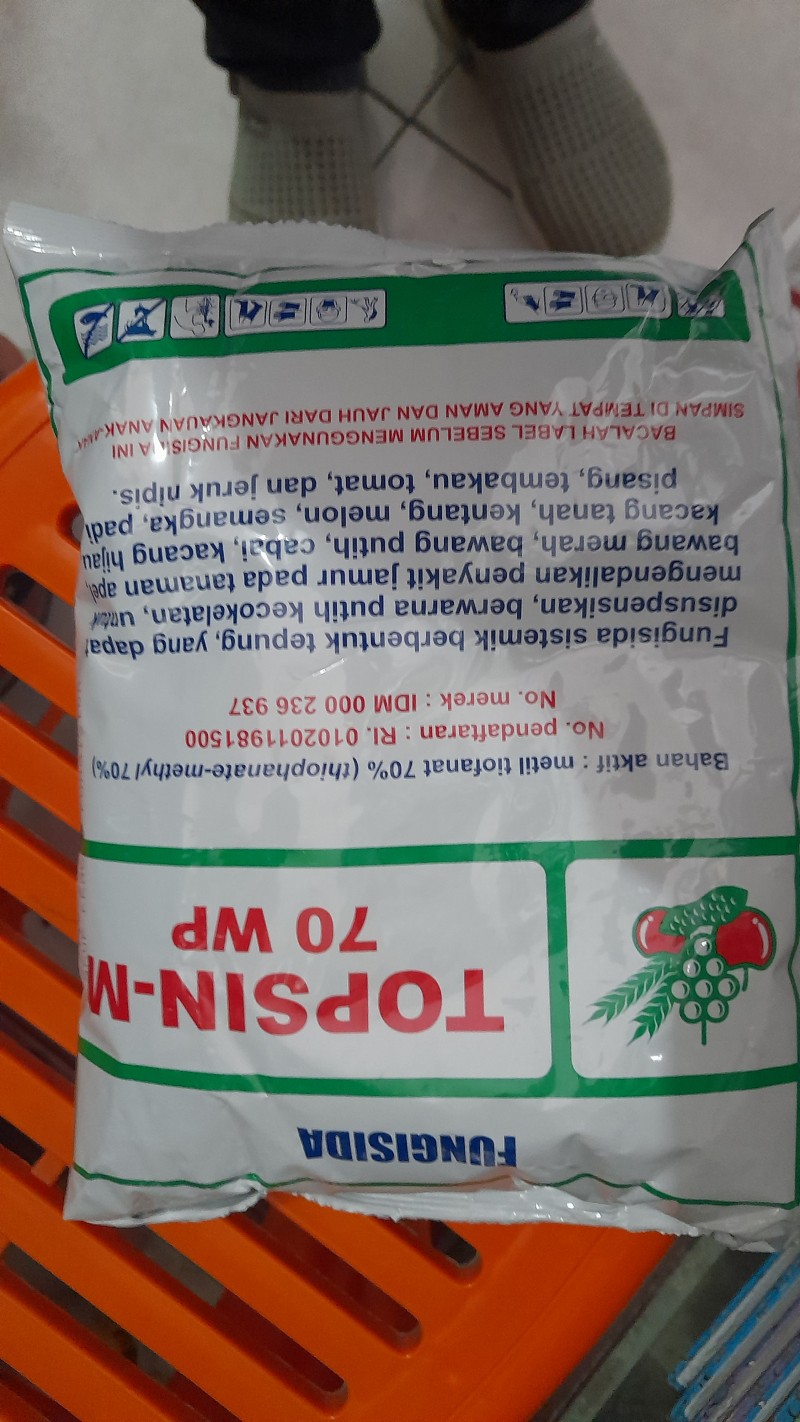 FUNGISIDA
TOPSIN-M
70 WP
Bahan aktif : metil tiofanat 70% (thiophanate-methyl 70%)
No. pendaftaran : RI. 0102011981500
No. merek : IDM 000 236 937
Fungisida sistemik berbentuk tepung, yang dapat
disuspensikan, berwarna putih kecokelatan, untuk
mengendalikan penyakit jamur pada tanaman apel,
bawang merah, bawang putih, cabai, kacang hijau
kacang tanah, kentang, melon, semangka, padi
pisang, tembakau, tomat, dan jeruk nipis.
BACALAH LABEL SEBELUM MENGGUNAKAN FUNGISIDA INI
SIMPAN DI TEMPAT YANG AMAN DAN JAUH DARI JANGKAUAN ANAK-ANAK